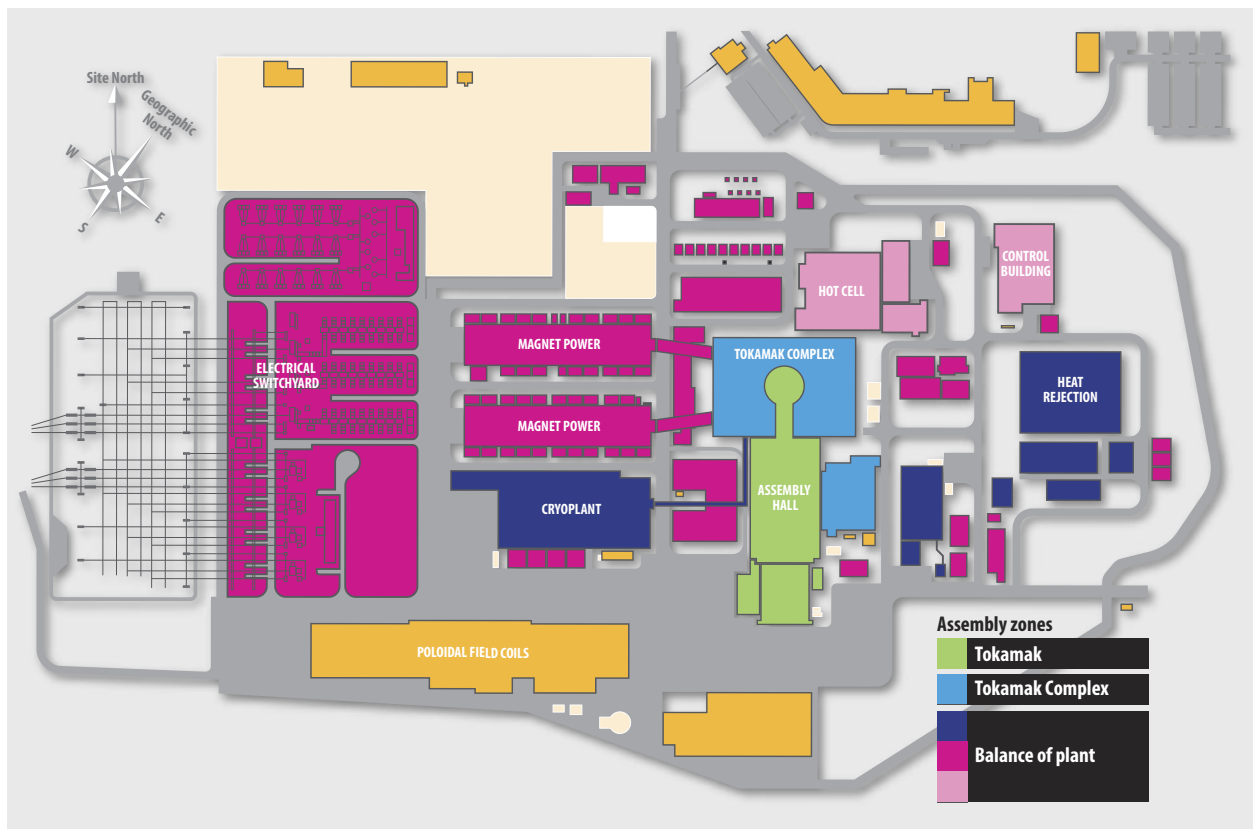 Site North
Geographic
North
W
S
E
CONTROL
BUILDING
HOT CELL
MAGNET POWER
TOKAMAK COMPLEX
ELECTRICAL
SWITCHYARD
HEAT
REJECTION
MAGNET POWER
ASSEMBLY
HALL
CRYOPLANT
POLOIDAL FIELD COILS
Assembly zones
Tokamak
Tokamak Complex
Balance of plant